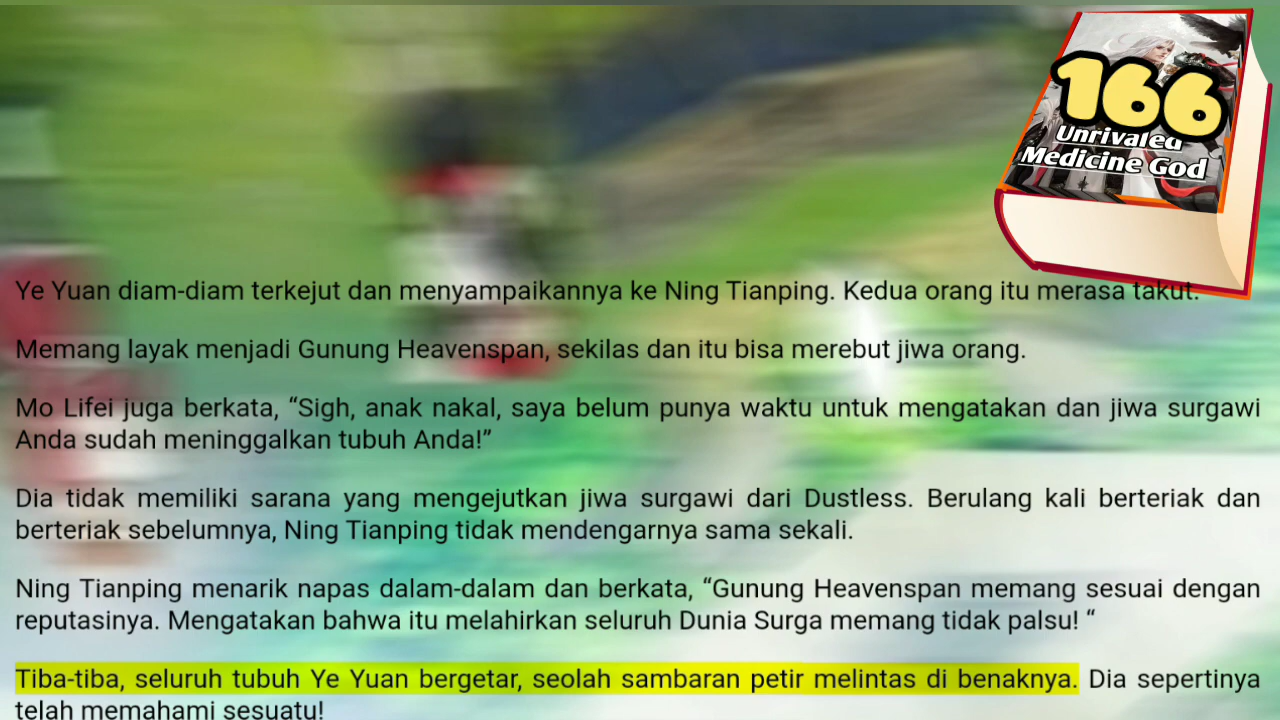 166
Unrivaled
Medicine God
Ye Yuan diam-diam terkejut dan menyampaikannya ke Ning Tianping. Kedua orang itu merasa takut.
Memang layak menjadi Gunung Heavenspan, sekilas dan itu bisa merebut jiwa orang.
Mo Lifei juga berkata, “Sigh, anak nakal, saya belum punya waktu untuk mengatakan dan jiwa surgawi
Anda sudah meninggalkan tubuh Anda!”
Dia tidak memiliki sarana yang mengejutkan jiwa surgawi dari Dustless. Berulang kali berteriak dan
berteriak sebelumnya, Ning Tianping tidak mendengarnya sama sekali.
Ning Tianping menarik napas dalam-dalam dan berkata, “Gunung Heavenspan memang sesuai dengan
reputasinya. Mengatakan bahwa itu melahirkan seluruh Dunia Surga memang tidak palsu! “
Tiba-tiba, seluruh tubuh Ye Yuan bergetar, seolah sambaran petir melintas di benaknya. Dia sepertinya
telah memahami sesuatu!